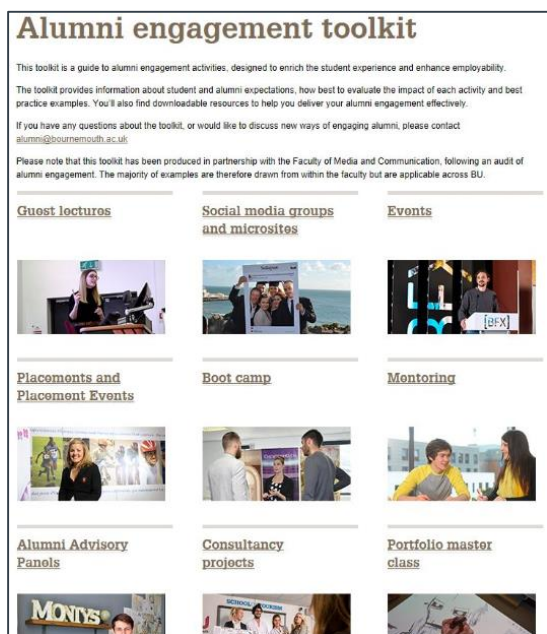 Alumni engagement toolkit
This toolkit is a guide to alumni engagement activities, designed to enrich the student experience and enhance employability.
The toolkit provides information about student and alumni expectations, how best to evaluate the impact of each activity and best
practice examples. You'll also find downloadable resources to help you deliver your alumni engagement effectively.
If you have any questions about the toolkit, or would like to discuss new ways of engaging alumni, please contact
alumni@bournemouth.ac.uk
Please note that this toolkit has been produced in partnership with the Faculty of Media and Communication, following an audit of
alumni engagement. The majority of examples are therefore drawn from within the faculty but are applicable across BU.
Guest lectures
Social media groups
and microsites
Events
[BFX]
Placements and
Placement Events
Boot camp
Mentoring
Alumni Advisory
Panels
Consultancy
projects
Portfolio master
class
MONTYS
SCHOOL
TOURISM